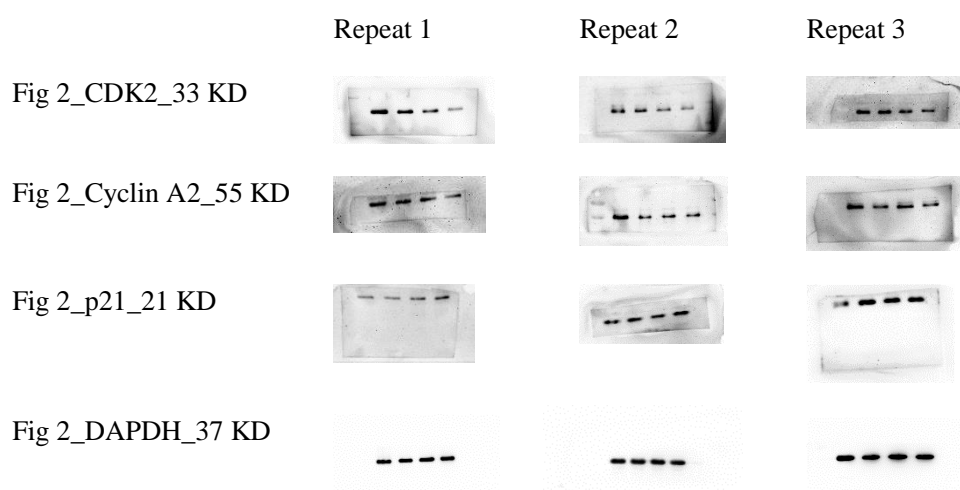 Repeat 1 Repeat 2 Repeat 3
Fig 2_CDK2_33 KD
Fig 2_Cyclin A2_55 KD
Fig 2_p21_21 KD
Fig 2_DAPDH_37 KD